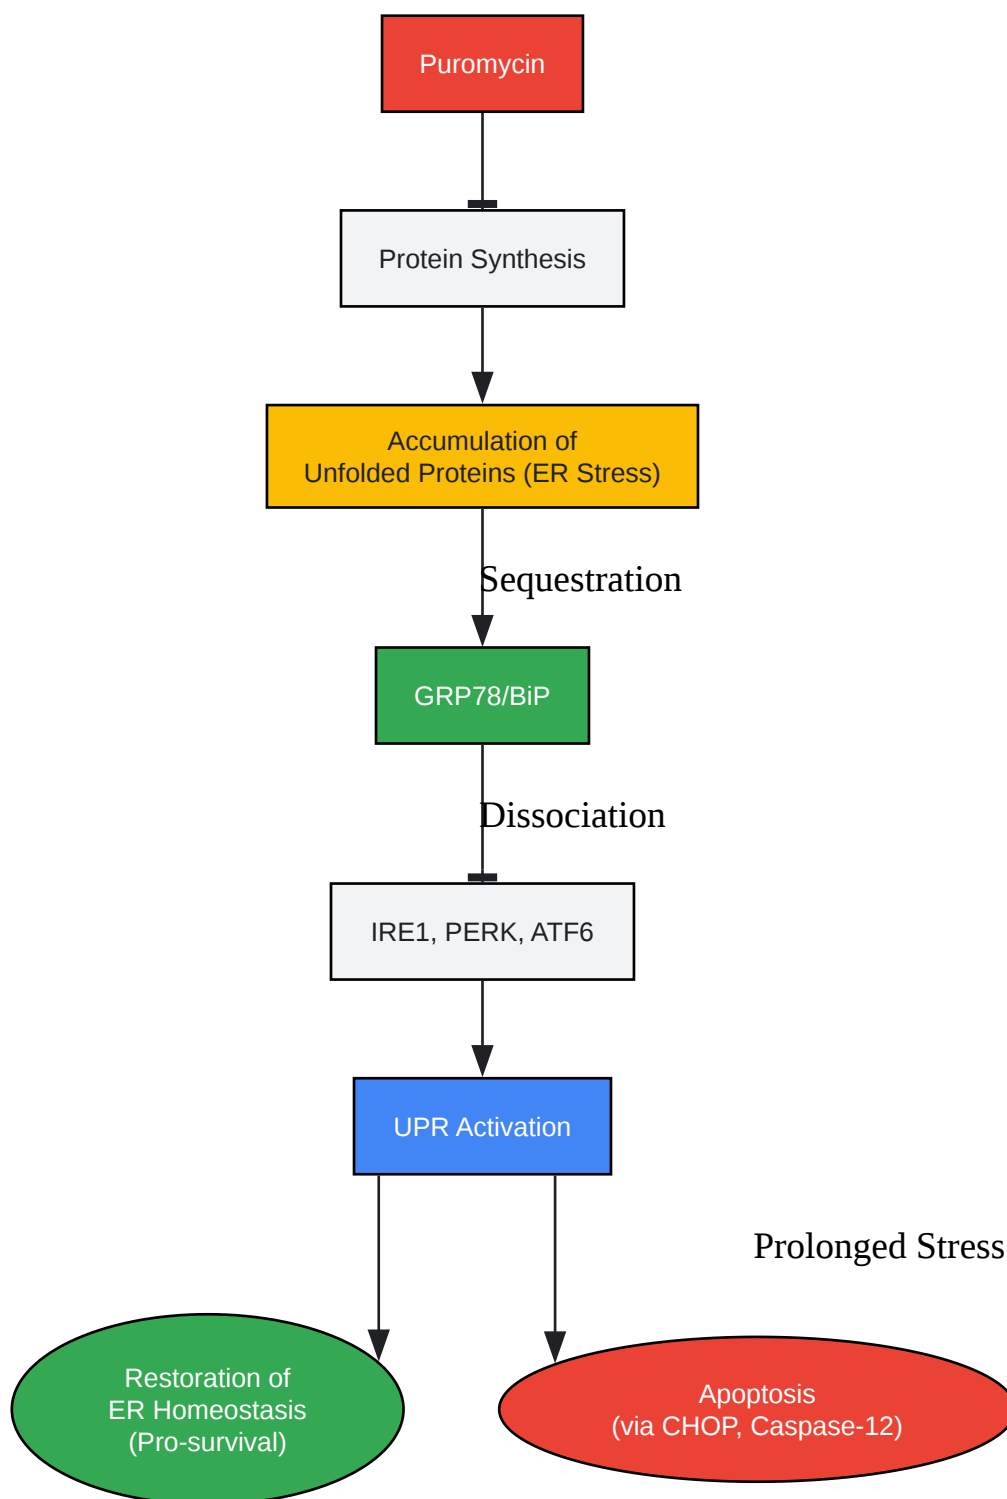 Puromycin
Protein Synthesis
Accumulation of
Unfolded Proteins (ER Stress)
Sequestration
GRP78/BiP
Dissociation
IRE1, PERK, ATF6
UPR Activation
Prolonged Stress
Restoration of
ER Homeostasis
(Pro-survival)
Apoptosis
(via CHOP, Caspase-12)